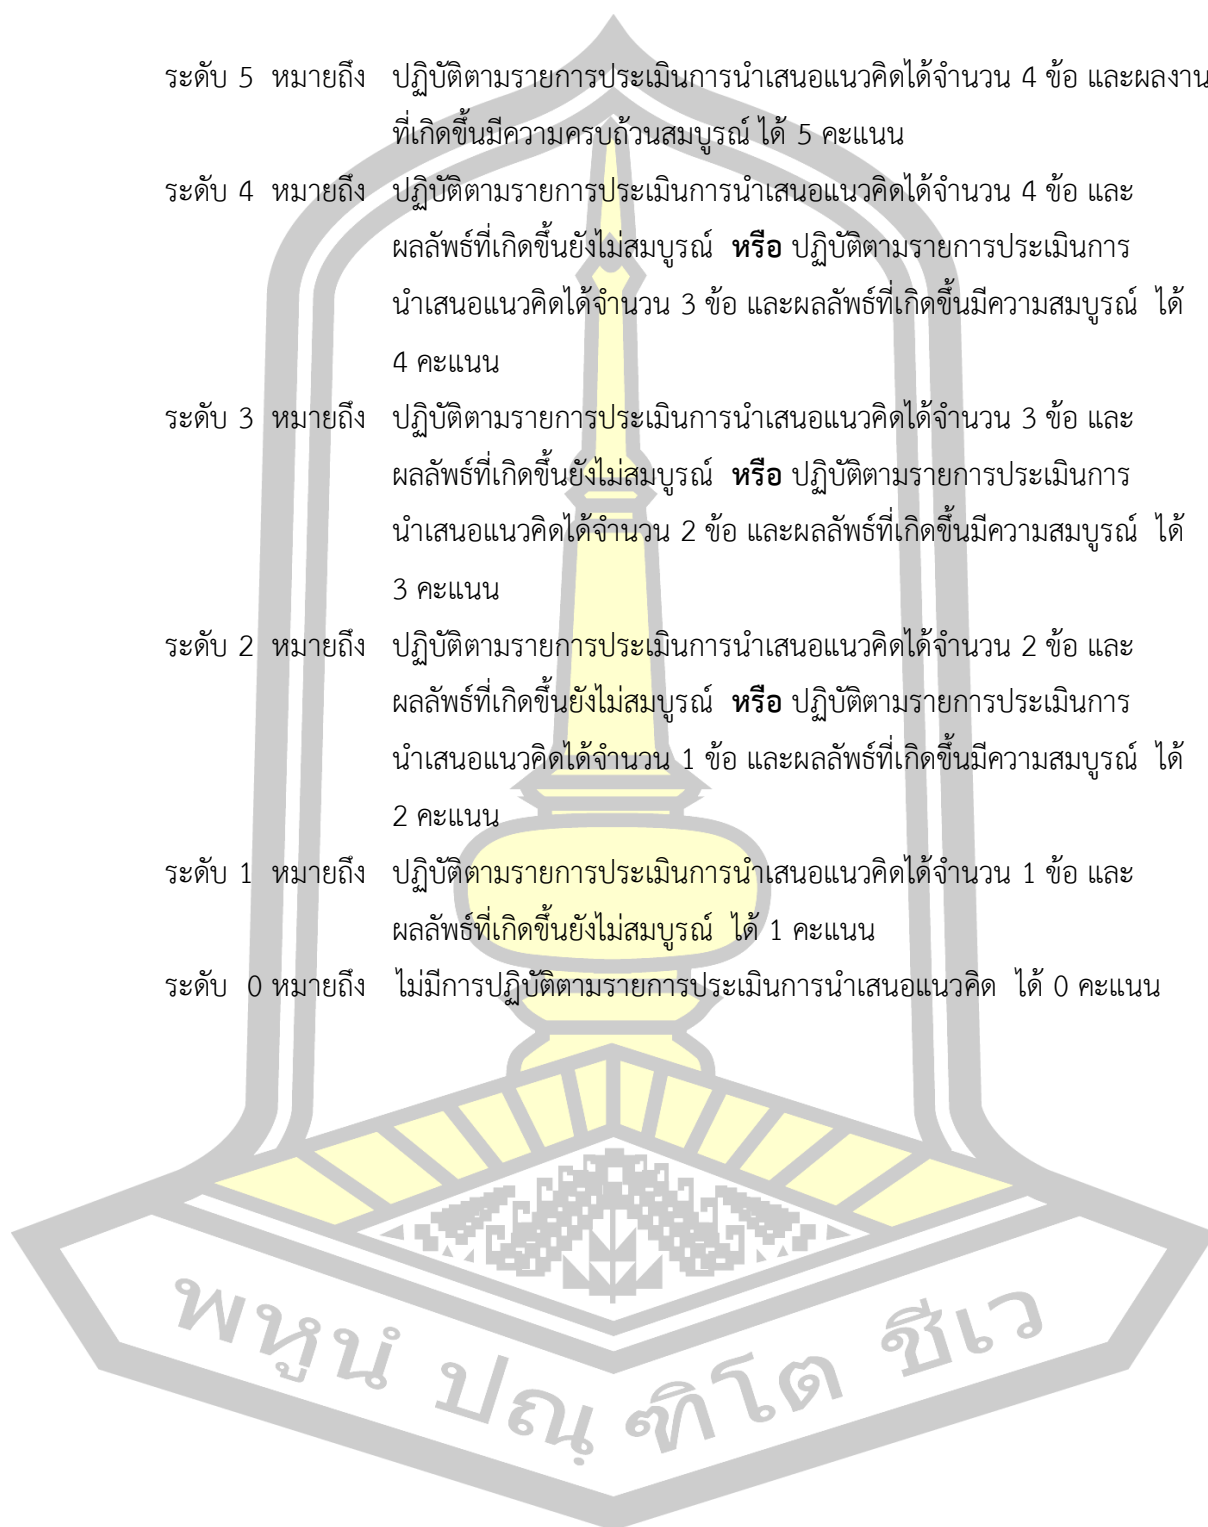 ระดับ 5 หมายถึง ปฏิบัติตามรายการประเมินการนำเสนอแนวคิดได้จำนวน 4 ข้อ และผลงาน
ที่เกิดขึ้นมีความครบถ้วนสมบูรณ์ ได้ 5 คะแนน
ระดับ 4 หมายถึง ปฏิบัติตามรายการประเมินการนำเสนอแนวคิดได้จำนวน 4 ข้อ และ
ผลลัพธ์ที่เกิดขึ้นยังไม่สมบูรณ์ หรือ ปฏิบัติตามรายการประเมินการ
นำเสนอแนวคิดได้จำนวน 3 ข้อ และผลลัพธ์ที่เกิดขึ้นมีความสมบูรณ์ ได้
4 คะแนน
ระดับ 3 หมายถึง ปฏิบัติตามรายการประเมินการนำเสนอแนวคิดได้จำนวน 3 ข้อ และ
ผลลัพธ์ที่เกิดขึ้นยังไม่สมบูรณ์ หรือ ปฏิบัติตามรายการประเมินการ
นำเสนอแนวคิดได้จำนวน 2 ข้อ และผลลัพธ์ที่เกิดขึ้นมีความสมบูรณ์ ได้
3 คะแนน
ระดับ 2 หมายถึง ปฏิบัติตามรายการประเมินการนำเสนอแนวคิดได้จำนวน 2 ข้อ และ
ผลลัพธ์ที่เกิดขึ้นยังไม่สมบูรณ์ หรือ ปฏิบัติตามรายการประเมินการ
นำเสนอแนวคิดได้จำนวน 1 ข้อ และผลลัพธ์ที่เกิดขึ้นมีความสมบูรณ์ ได้
2 คะแนน
ระดับ 1 หมายถึง ปฏิบัติตามรายการประเมินการนำเสนอแนวคิดได้จำนวน 1 ข้อ และ
ผลลัพธ์ที่เกิดขึ้นยังไม่สมบูรณ์ ได้ 1 คะแนน
ระดับ 0 หมายถึง ไม่มีการปฏิบัติตามรายการประเมินการนำเสนอแนวคิด ได้ 0 คะแนน
พหูนํ ปณฺฑิโต ชีเว